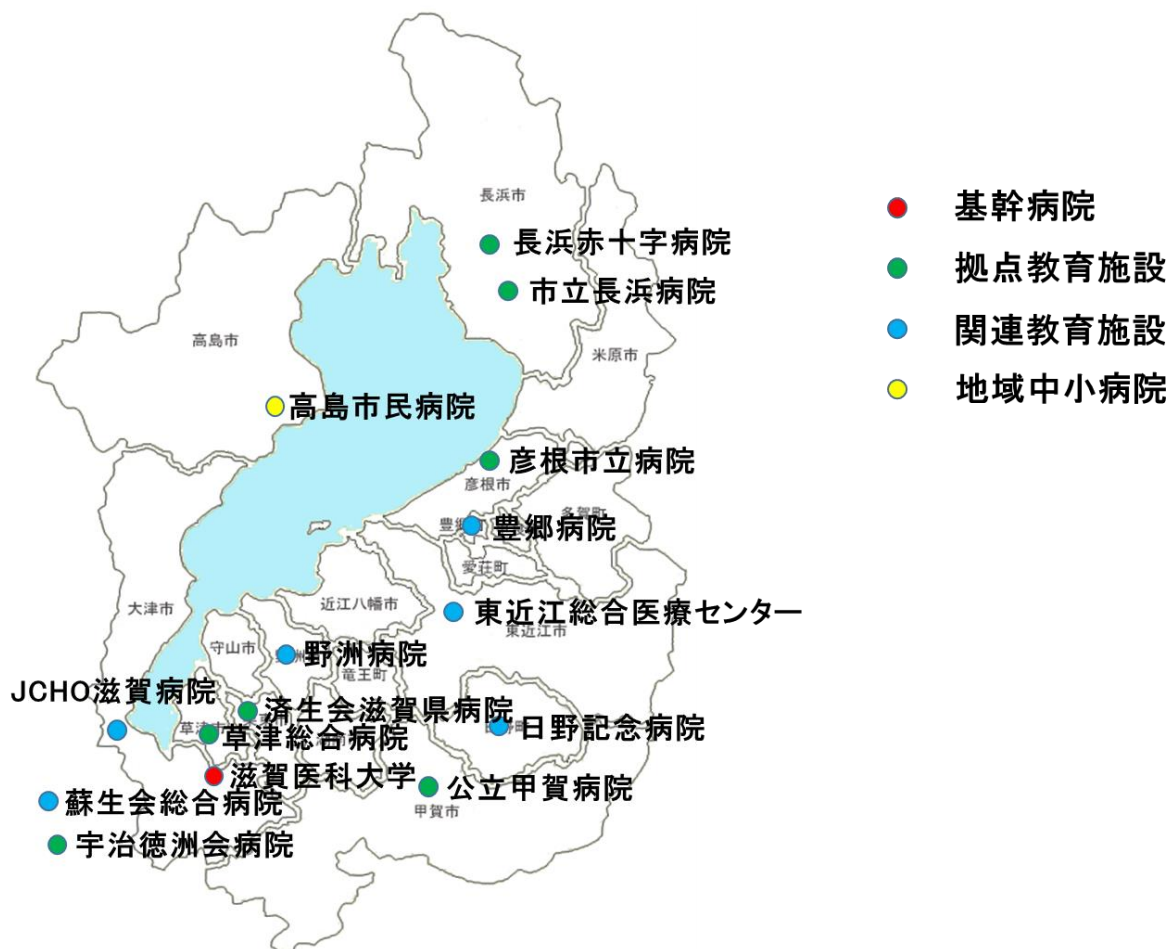 長浜市
長浜赤十字病院
市立長浜病院
高島市
米原市
高島市民病院
彦根市立病院
彦根市
多賀町
豊郷病院
愛荘町
近江八幡市
大津市
東近江総合医療センター
東近江市
守山市
野洲病院
竜王町
JCHO滋賀病院
済生会滋賀県病院
草津総合病院
日野記念病院
滋賀医科大学
公立甲賀病院
甲賀市
蘇生会総合病院
宇治徳洲会病院
基幹病院
拠点教育施設
関連教育施設
地域中小病院